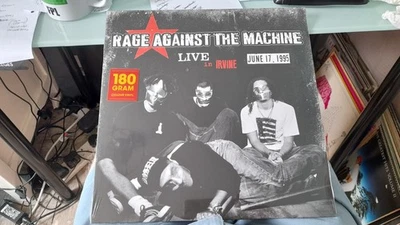 RAGE AGAINST THE MACHINE
LIVE in IRVINE
JUNE 17, 1995
180
GRAM